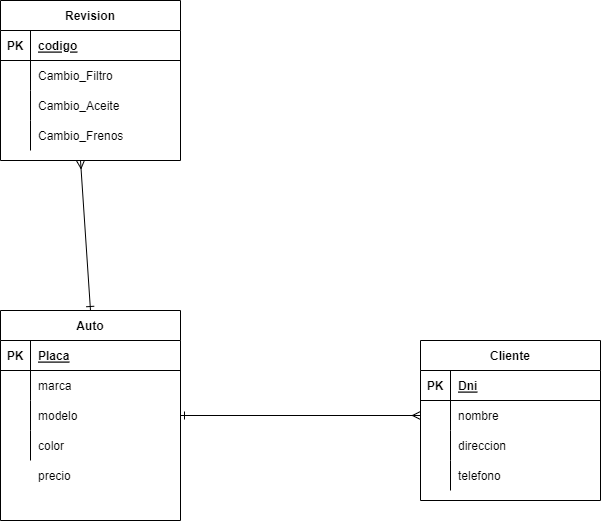 Revision
PK codigo
Cambio_Filtro
Cambio_Aceite
Cambio_Frenos
Auto
PK Placa
marca
modelo
color
precio
Cliente
PK Dni
nombre
direccion
telefono